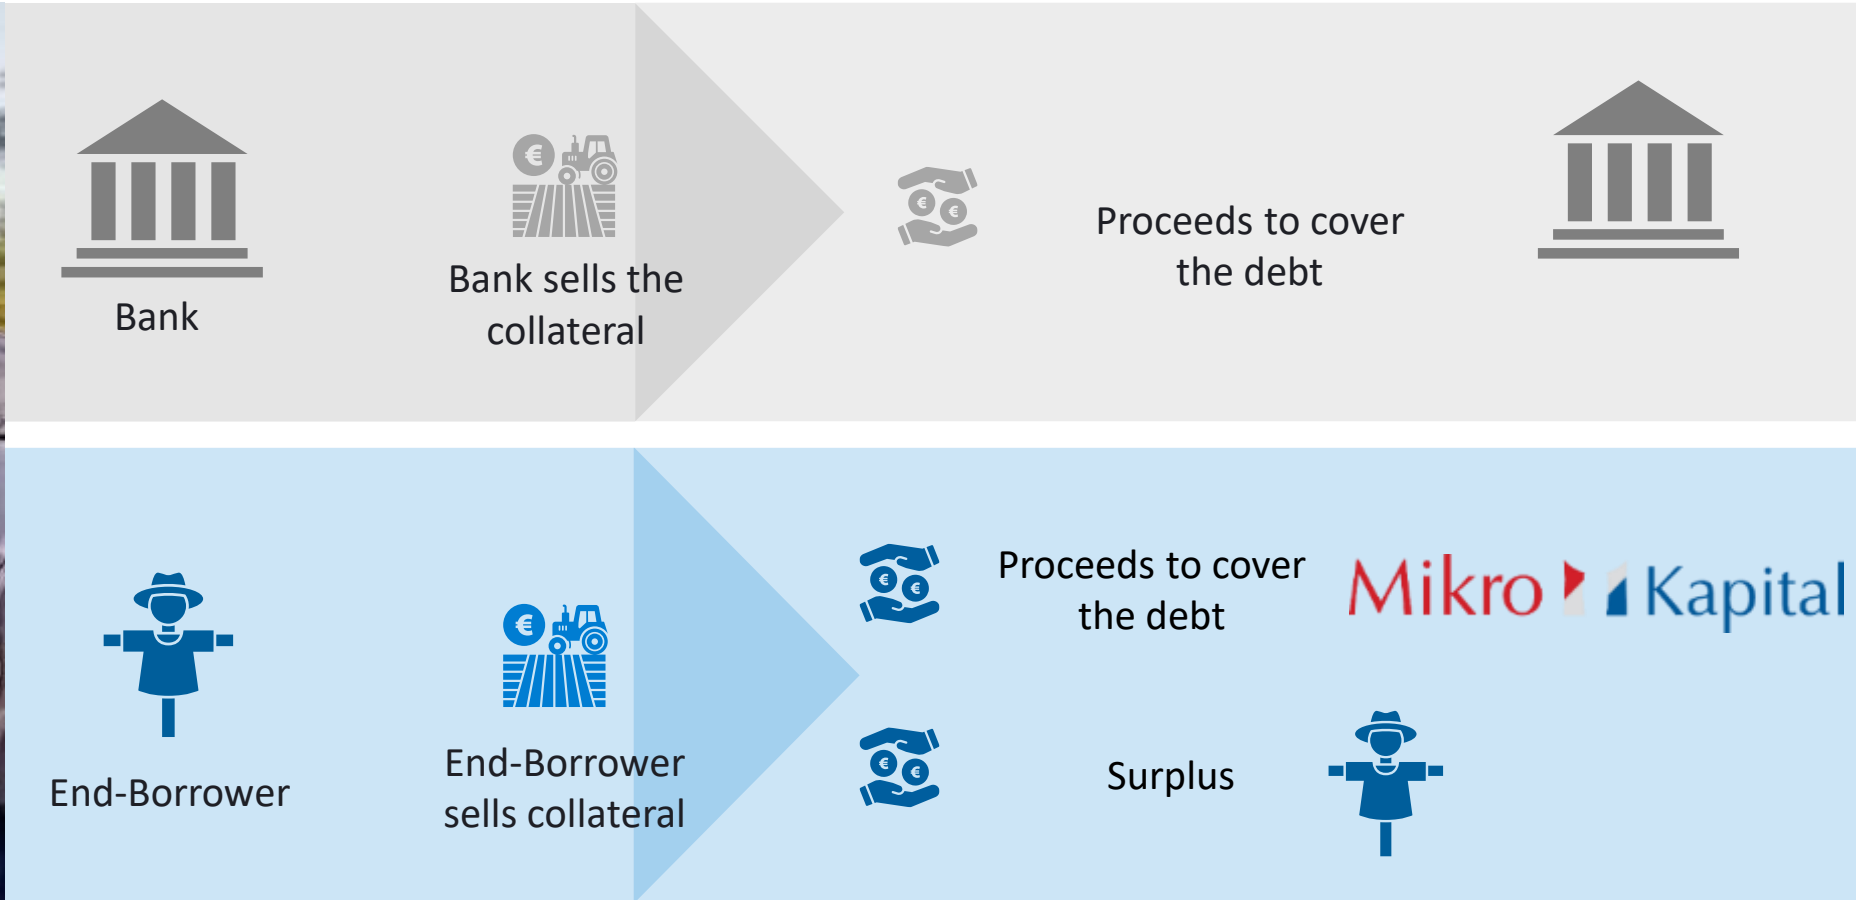 Bank
Bank sells the
collateral
€
€
€
Proceeds to cover
the debt
End-Borrower
€
End-Borrower
sells collateral
€
€
Proceeds to cover
the debt
Mikro Kapital
€
€
Surplus